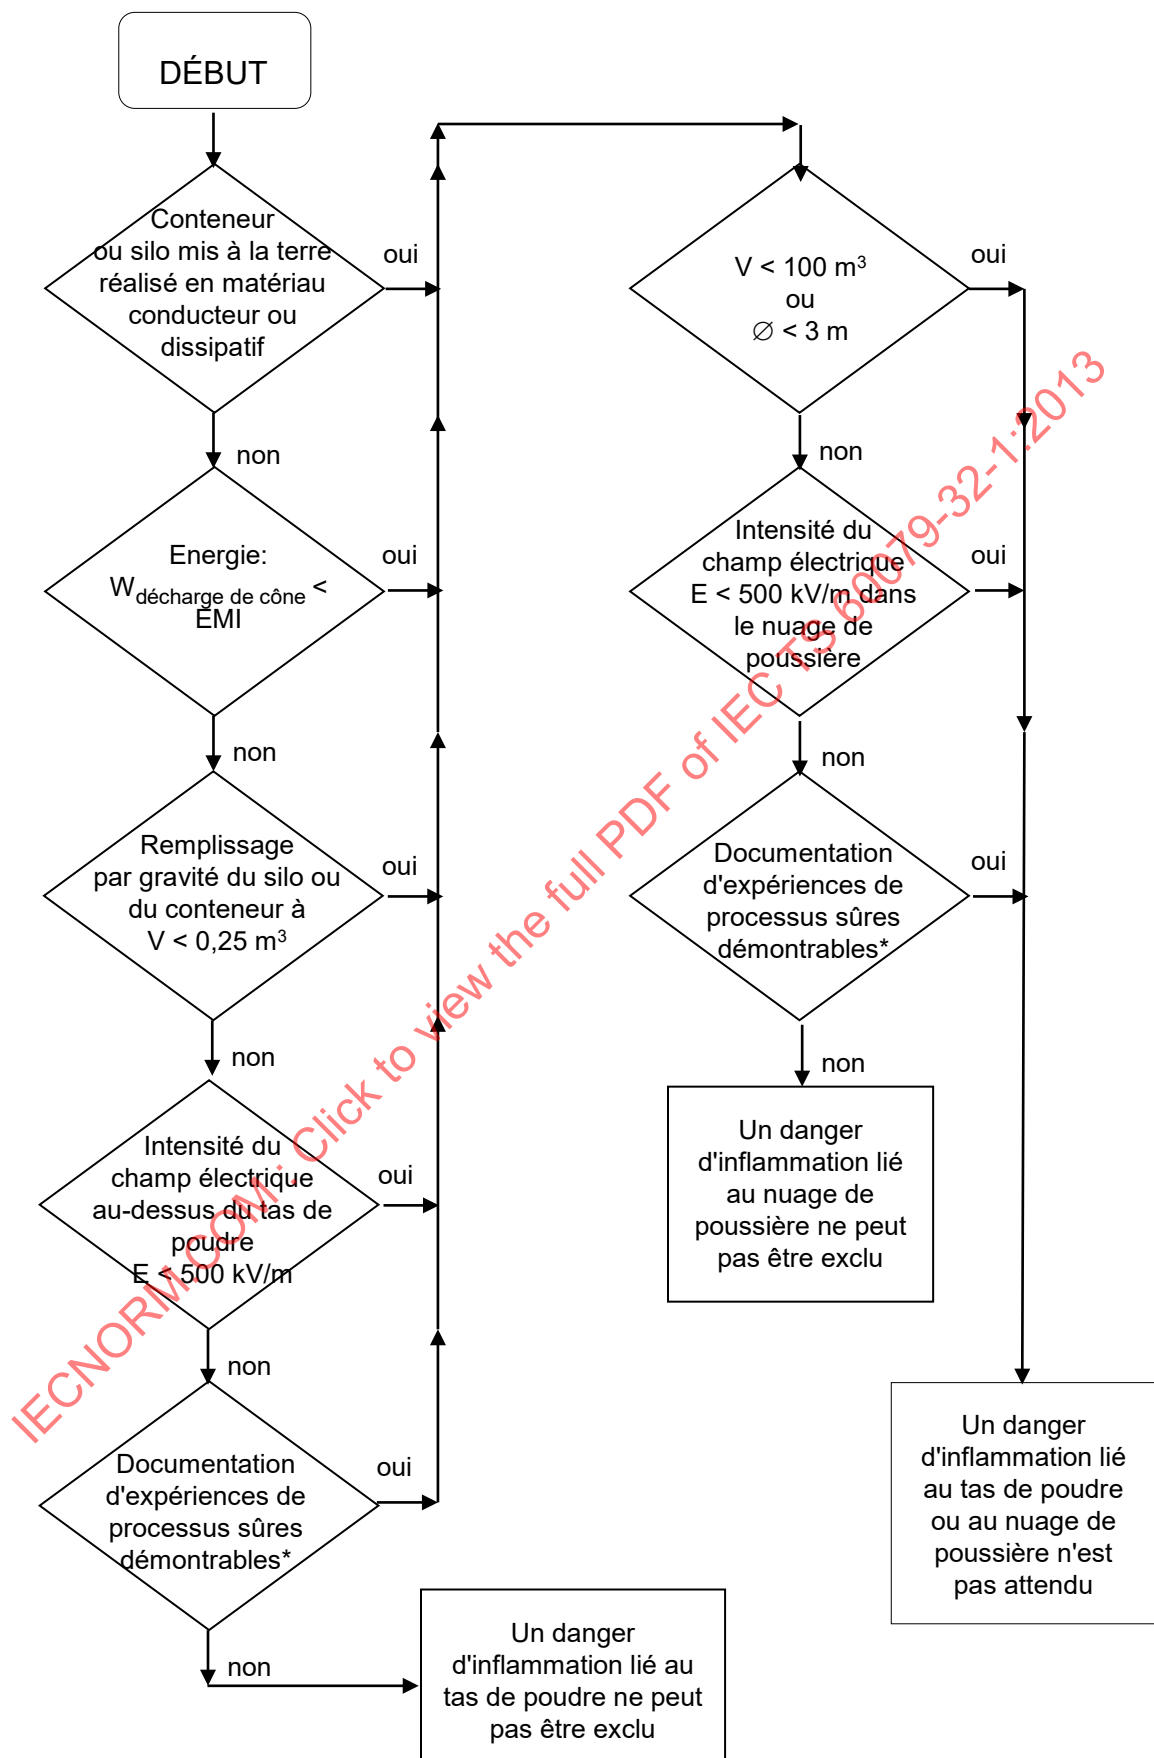 DÉBUT
Conteneur
ou silo mis à la terre
réalisé en matériau
conducteur ou
dissipatif
oui
non
Energie:
Wdécharge de cône <
EMI
oui
non
Remplissage
par gravité du silo ou
du conteneur à
V < 0,25 m³
oui
non
Intensité du
champ électrique
au-dessus du tas de
poudre
E < 500 kV/m
oui
non
Documentation
d'expériences de
processus sûres
démontrables*
oui
non
Un danger
d'inflammation lié au
tas de poudre ne peut
pas être exclu
V < 100 m³
ou
∅ < 3 m
oui
non
Intensité du
champ électrique
E < 500 kV/m dans
le nuage de
poussière
oui
non
Documentation
d'expériences de
processus sûres
démontrables*
oui
non
Un danger
d'inflammation lié
au nuage de
poussière ne peut
pas être exclu
Un danger
d'inflammation lié
au tas de poudre
ou au nuage de
poussière n'est
pas attendu
IECNORM.COM : Click to view the full PDF of IEC TS 60079-32-1:2013